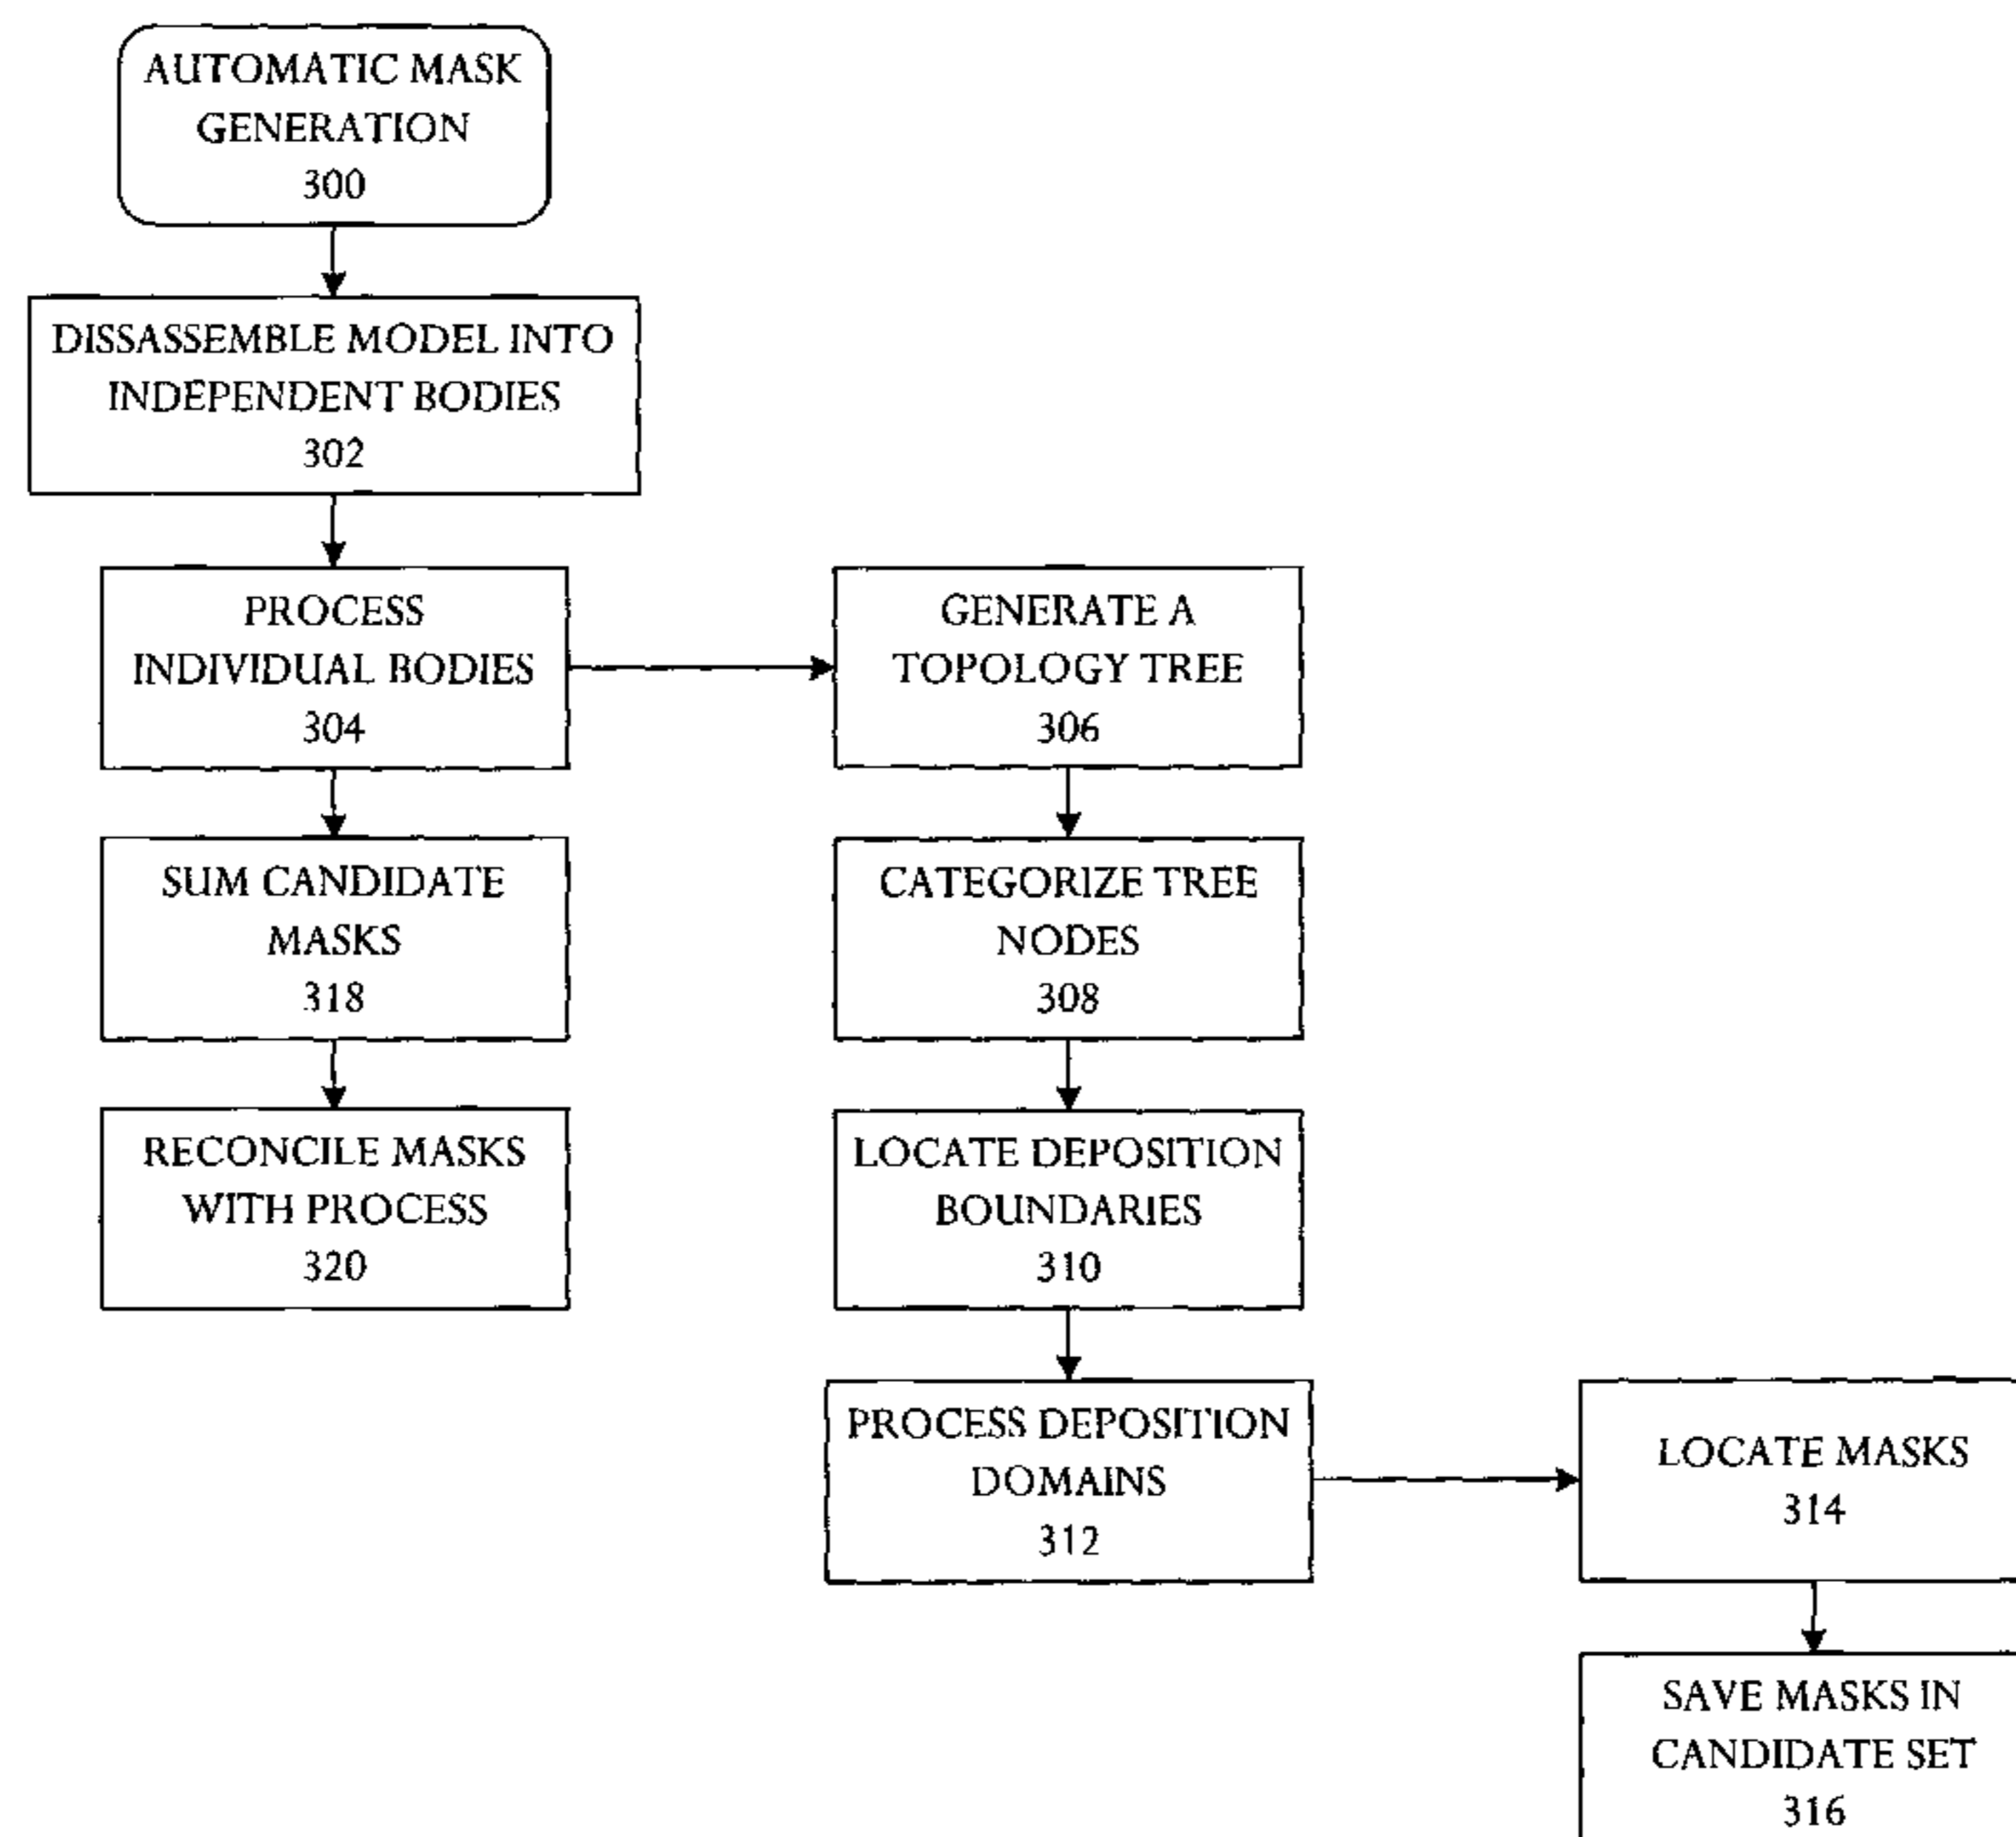 AUTOMATIC MASK
GENERATION
300
DISSASSEMBLE MODEL INTO
INDEPENDENT BODIES
302
PROCESS
INDIVIDUAL BODIES
304
GENERATE A
TOPOLOGY TREE
306
SUM CANDIDATE
MASKS
318
CATEGORIZE TREE
NODES
308
RECONCILE MASKS
WITH PROCESS
320
LOCATE DEPOSITION
BOUNDARIES
310
PROCESS DEPOSITION
DOMAINS
312
LOCATE MASKS
314
SAVE MASKS IN
CANDIDATE SET
316